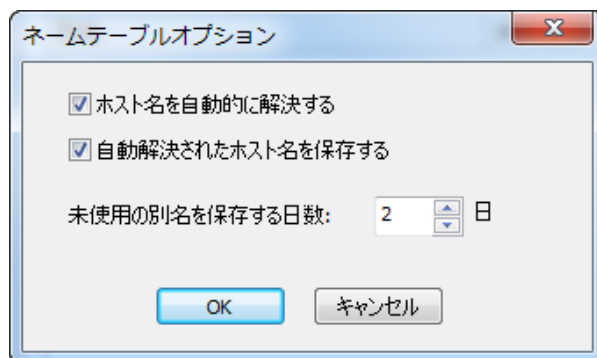 ネームテーブルオプション
ホスト名を自動的に解決する
自動解決されたホスト名を保存する
未使用の別名を保存する日数: 2 日
OK キャンセル